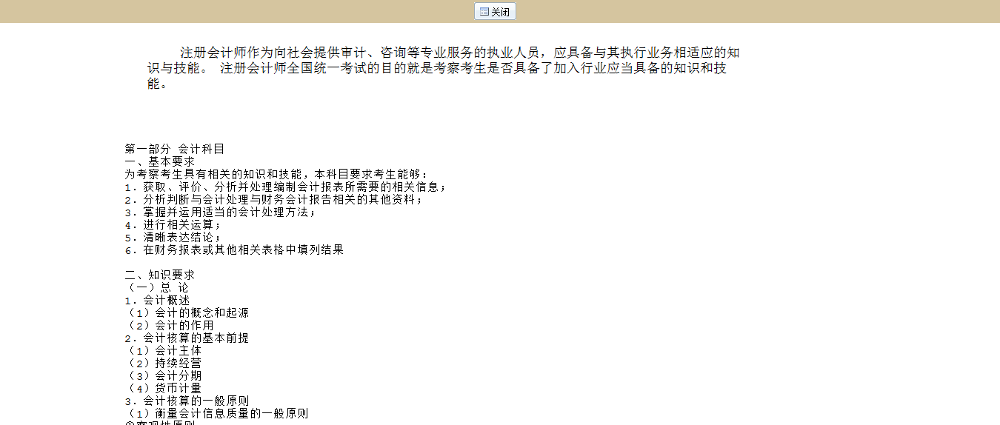 关闭
注册会计师作为向社会提供审计、咨询等专业服务的执业人员，应具备与其执行业务相适应的知
识与技能。 注册会计师全国统一考试的目的就是考察考生是否具备了加入行业应当具备的知识和技
能。
第一部分 会计科目
一、基本要求
为考察考生具有相关的知识和技能，本科目要求考生能够：
1．获取、评价、分析并处理编制会计报表所需要的相关信息；
2．分析判断与会计处理与财务会计报告相关的其他资料；
3．掌握并运用适当的会计处理方法；
4．进行相关运算；
5．清晰表达结论；
6．在财务报表或其他相关表格中填列结果
二、知识要求
（一）总 论
1．会计概述
（1）会计的概念和起源
（2）会计的作用
2．会计核算的基本前提
（1）会计主体
（2）持续经营
（3）会计分期
（4）货币计量
3．会计核算的一般原则
（1）衡量会计信息质量的一般原则
①客观性原则